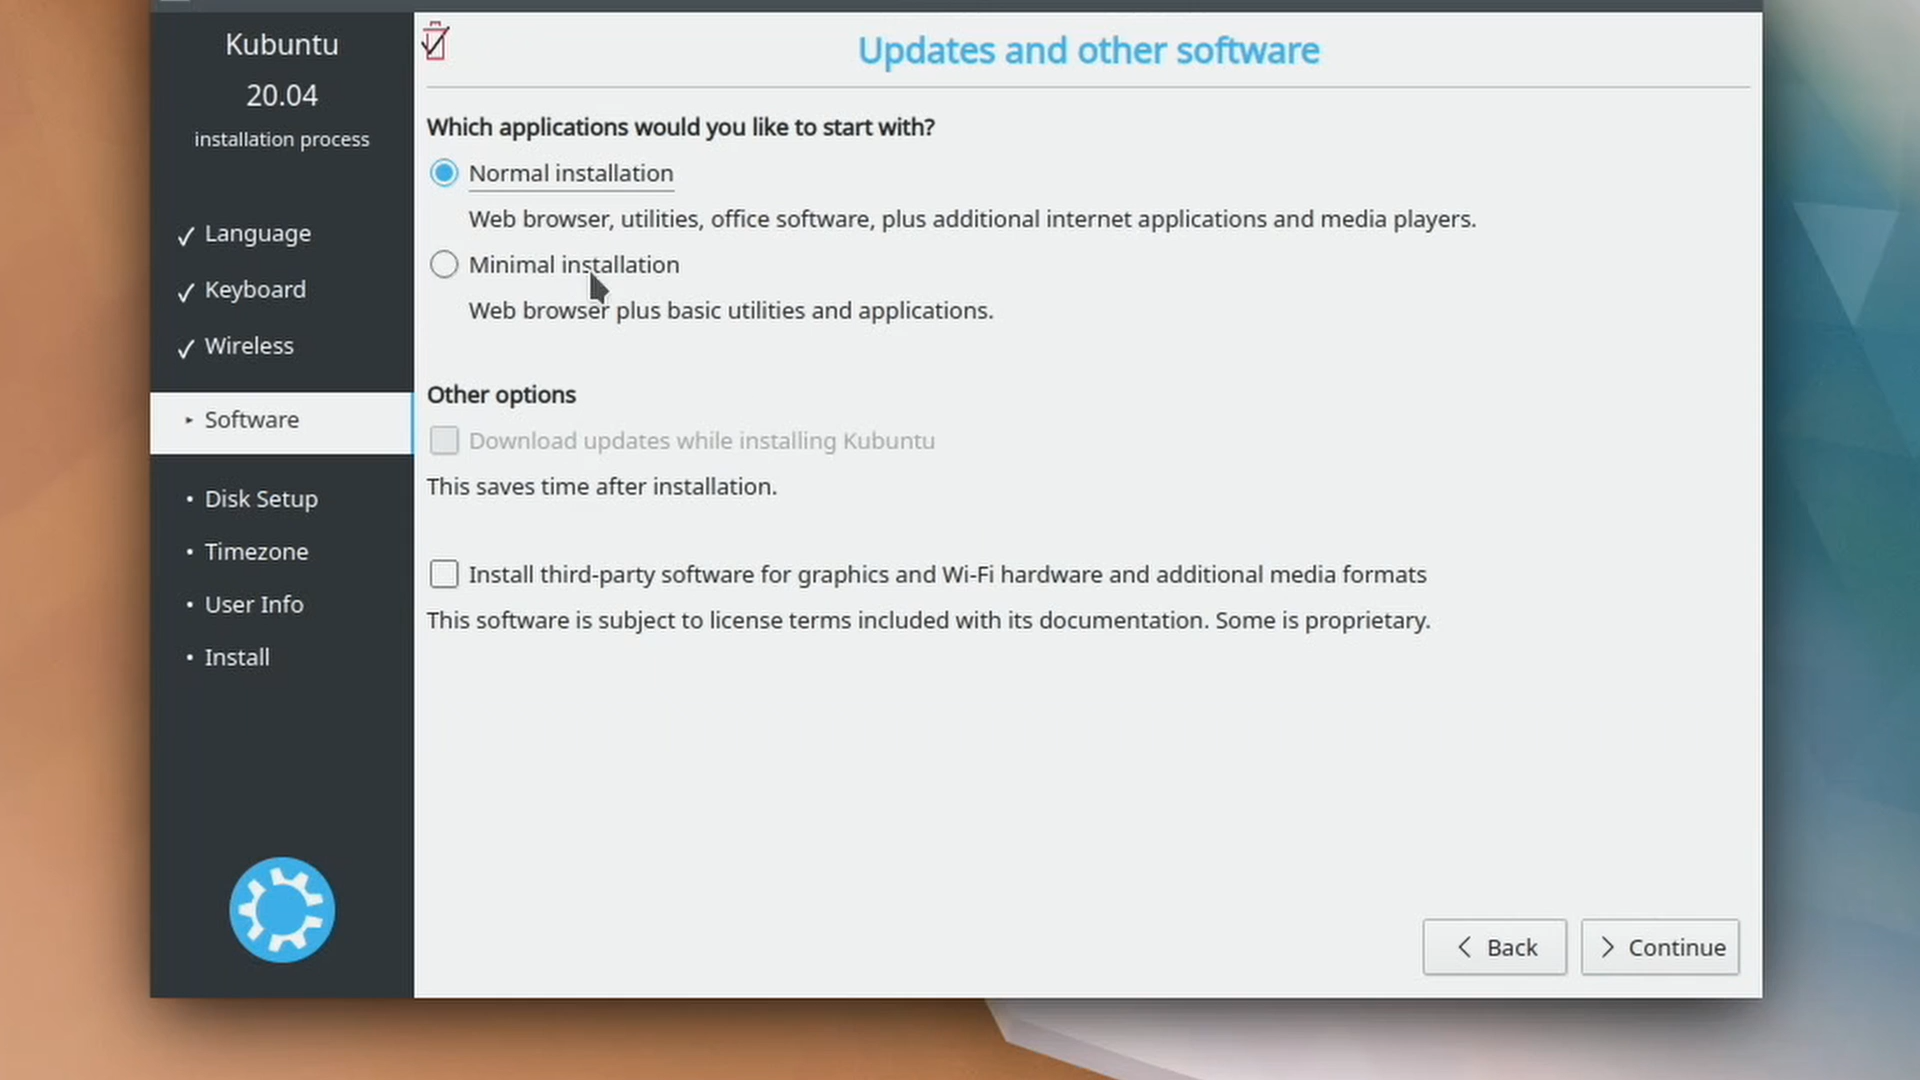 Kubuntu
20.04
installation process
✓ Language
✓ Keyboard
✓ Wireless
‣ Software
• Disk Setup
• Timezone
• User Info
• Install
Updates and other software
Which applications would you like to start with?
Normal installation
Web browser, utilities, office software, plus additional internet applications and media players.
Minimal installation
Web browser plus basic utilities and applications.
Other options
Download updates while installing Kubuntu
This saves time after installation.
Install third-party software for graphics and Wi-Fi hardware and additional media formats
This software is subject to license terms included with its documentation. Some is proprietary.
Back
Continue